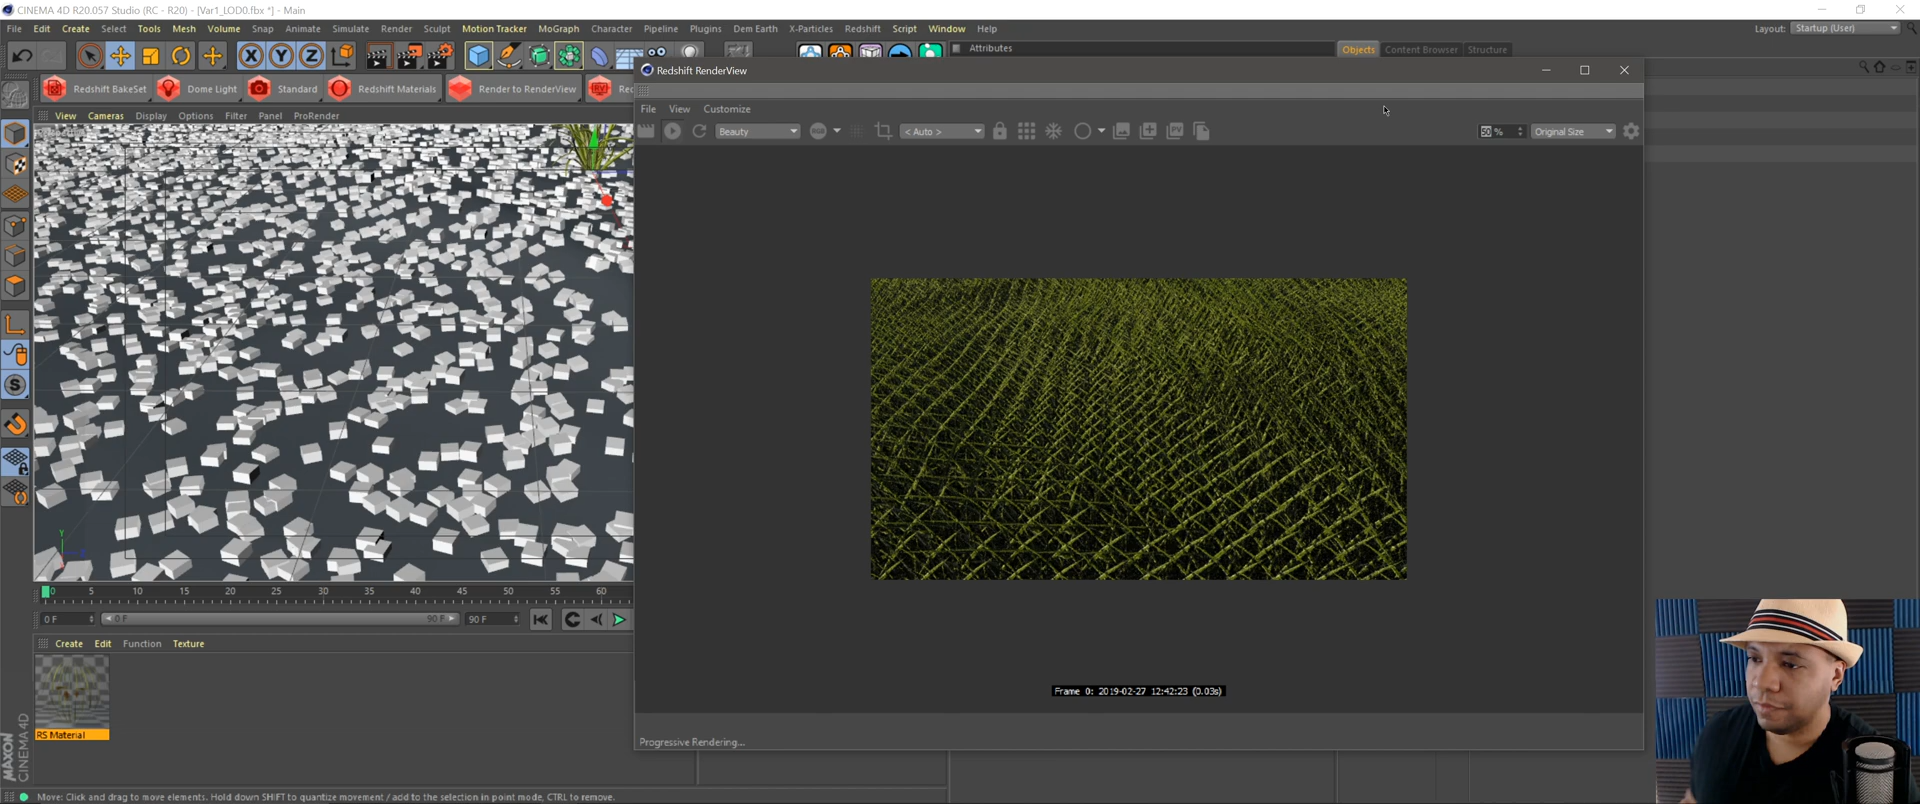 CINEMA 4D R20.057 Studio (RC - R20) - [Var1_LOD0.fbx *] - Main
File Edit Create Select Tools Mesh Volume Snap Animate Simulate Render Sculpt Motion Tracker MoGraph Character Pipeline Plugins Dem Earth X-Particles Redshift Script Window Help
Layout: Startup (User)
X Y Z
Attributes
Objects Content Browser Structure
Redshift RenderView
Redshift BakeSet Dome Light Standard Redshift Materials Render to RenderView RV
File View Customize
View Cameras Display Options Filter Panel ProRender
Beauty < Auto > PV 50 % Original Size
S
Y
0 5 10 15 20 25 30 35 40 45 50 55 60
0 F 0 F 90 F 90 F
Create Edit Function Texture
RS Material
MAXON CINEMA4D
Frame 0: 2019-02-27 12:42:23 (0.03s)
Progressive Rendering...
Move: Click and drag to move elements. Hold down SHIFT to quantize movement / add to the selection in point mode, CTRL to remove.